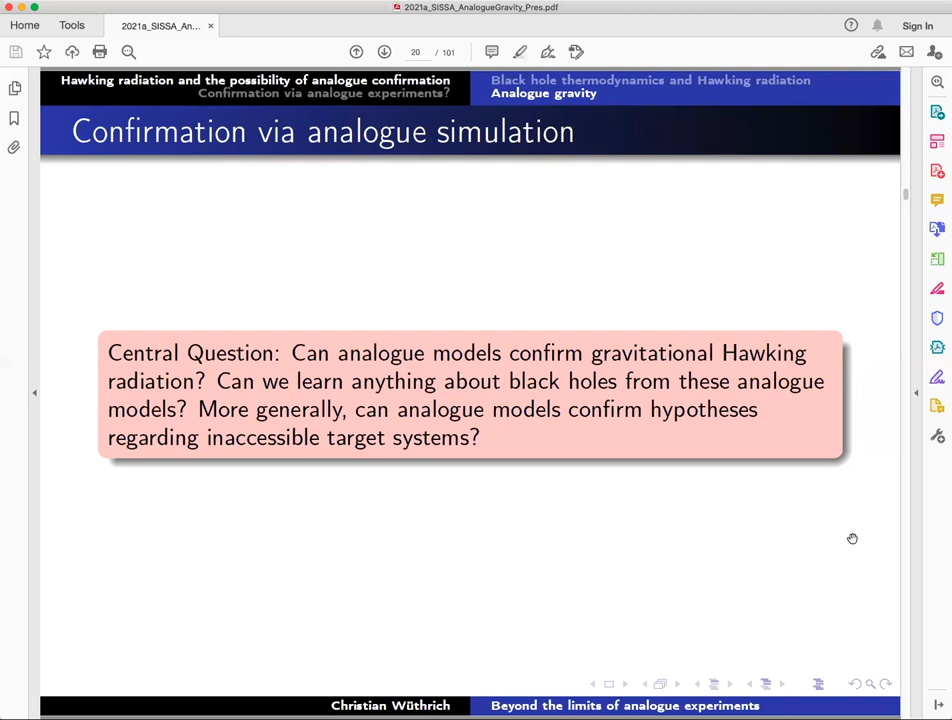 2021a_SISSA_AnalogueGravity_Pres.pdf
Home
Tools
2021a_SISSA_An...
Sign In
20 / 101
Hawking radiation and the possibility of analogue confirmation
Confirmation via analogue experiments?
Black hole thermodynamics and Hawking radiation
Analogue gravity
Confirmation via analogue simulation
Central Question: Can analogue models confirm gravitational Hawking
radiation? Can we learn anything about black holes from these analogue
models? More generally, can analogue models confirm hypotheses
regarding inaccessible target systems?
Christian Wüthrich
Beyond the limits of analogue experiments